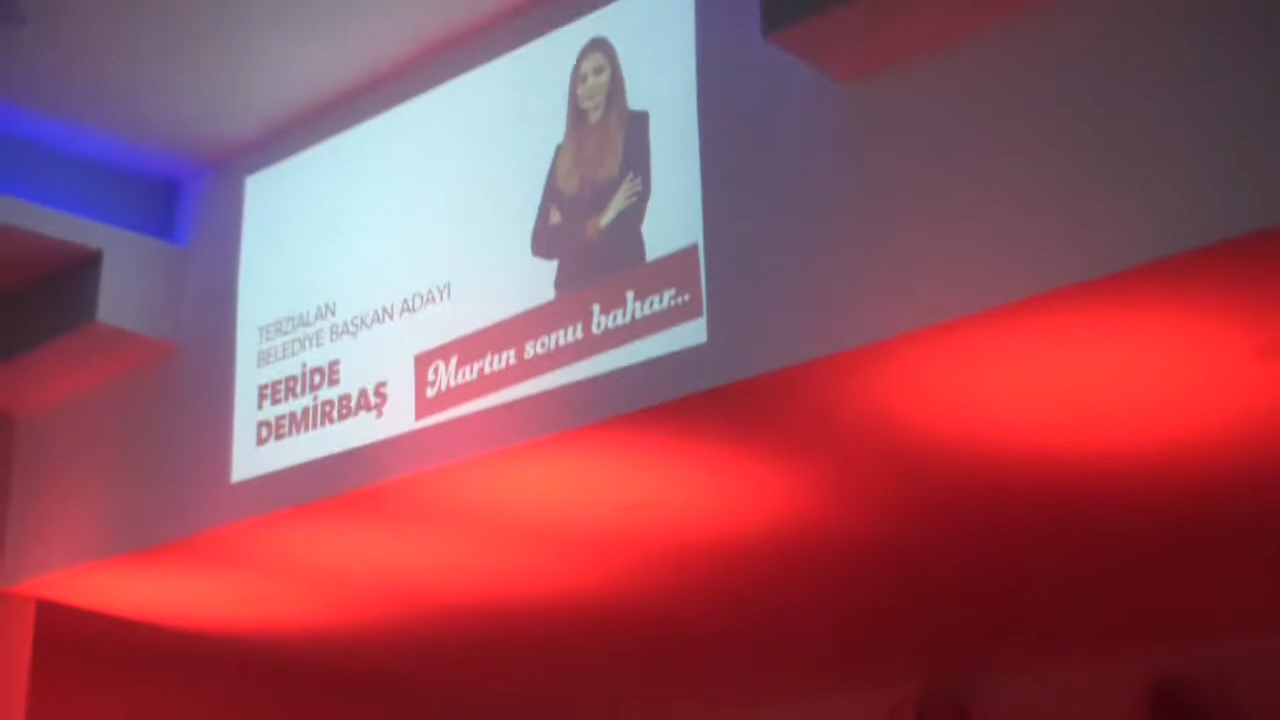 TERZİALAN
BELEDİYE BAŞKAN ADAYI
FERİDE
DEMİRBAŞ
Martın sonu bahar...